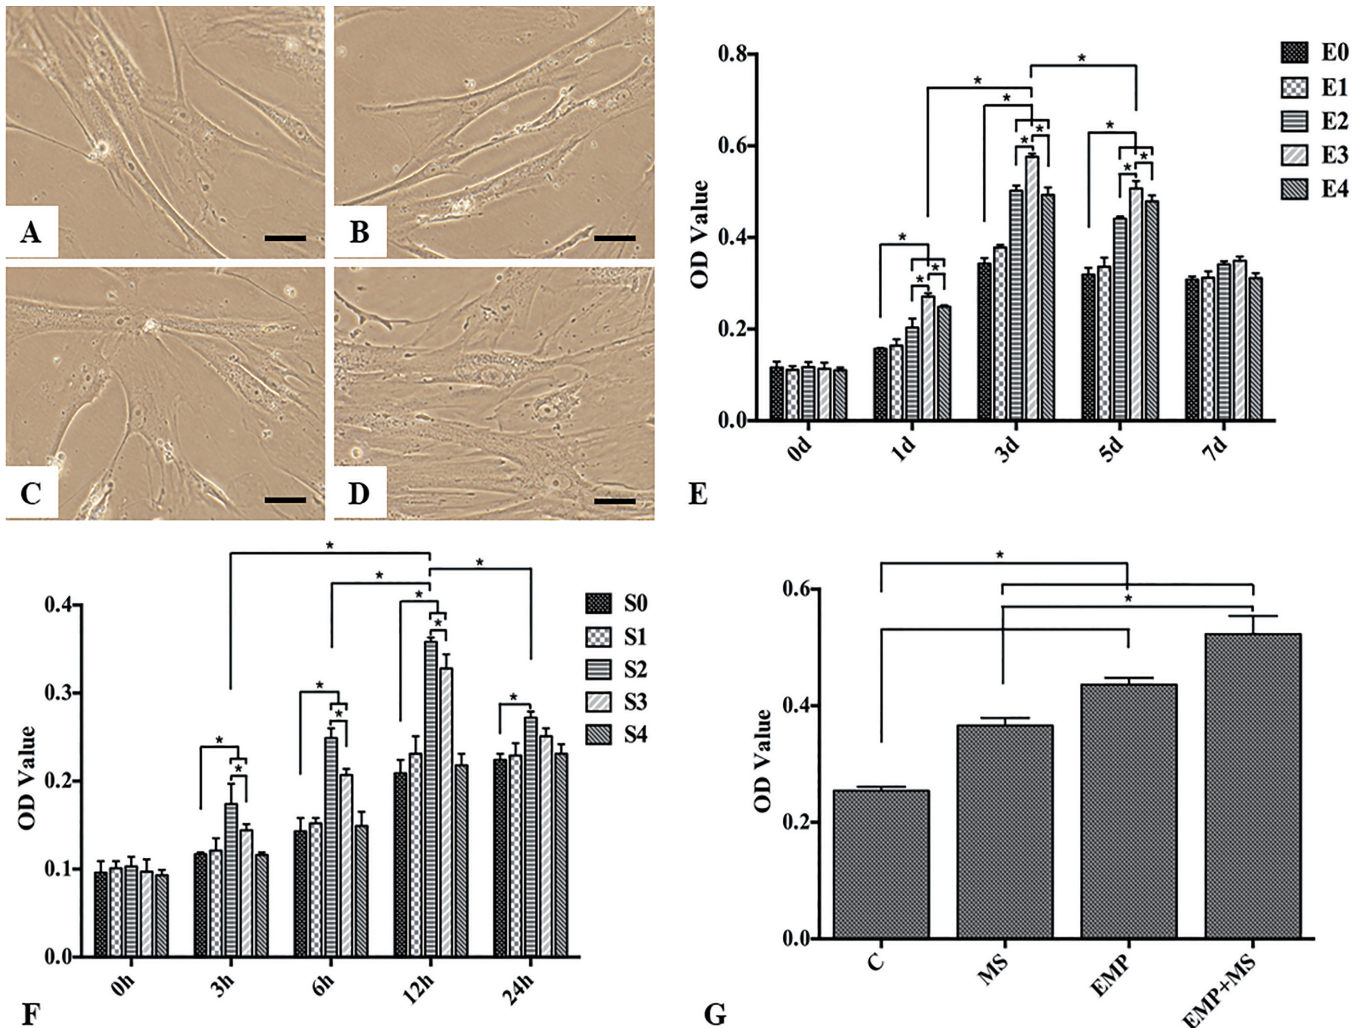 A
B
C
D
OD Value
0.8
0.6
0.4
0.2
0.0
* *
* *
* *
* *
* *
* *
0d 1d 3d 5d 7d
E0
E1
E2
E3
E4
E
OD Value
0.4
0.3
0.2
0.1
0.0
*
* *
* *
* *
* *
*
0h 3h 6h 12h 24h
S0
S1
S2
S3
S4
F
OD Value
0.6
0.4
0.2
0.0
*
*
C MS EMP EMP+MS
G